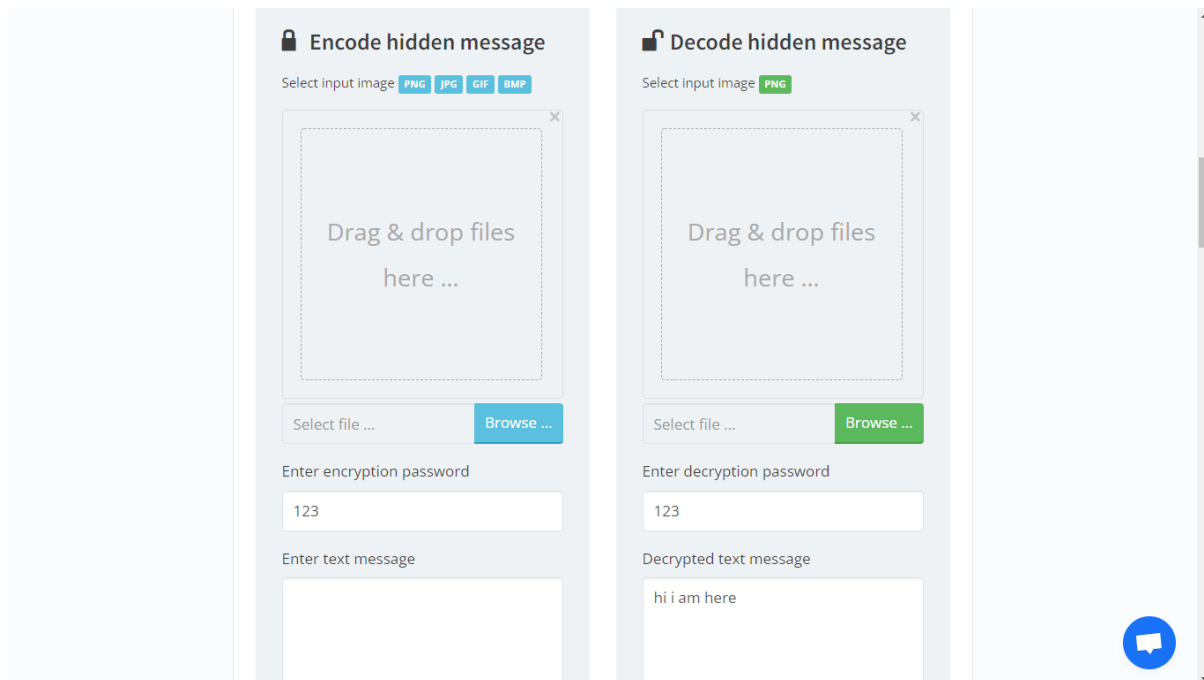 Encode hidden message
Select input image PNG JPG GIF BMP
×
Drag & drop files
here ...
Select file ...
Browse ...
Enter encryption password
123
Enter text message
Decode hidden message
Select input image PNG
×
Drag & drop files
here ...
Select file ...
Browse ...
Enter decryption password
123
Decrypted text message
hi i am here